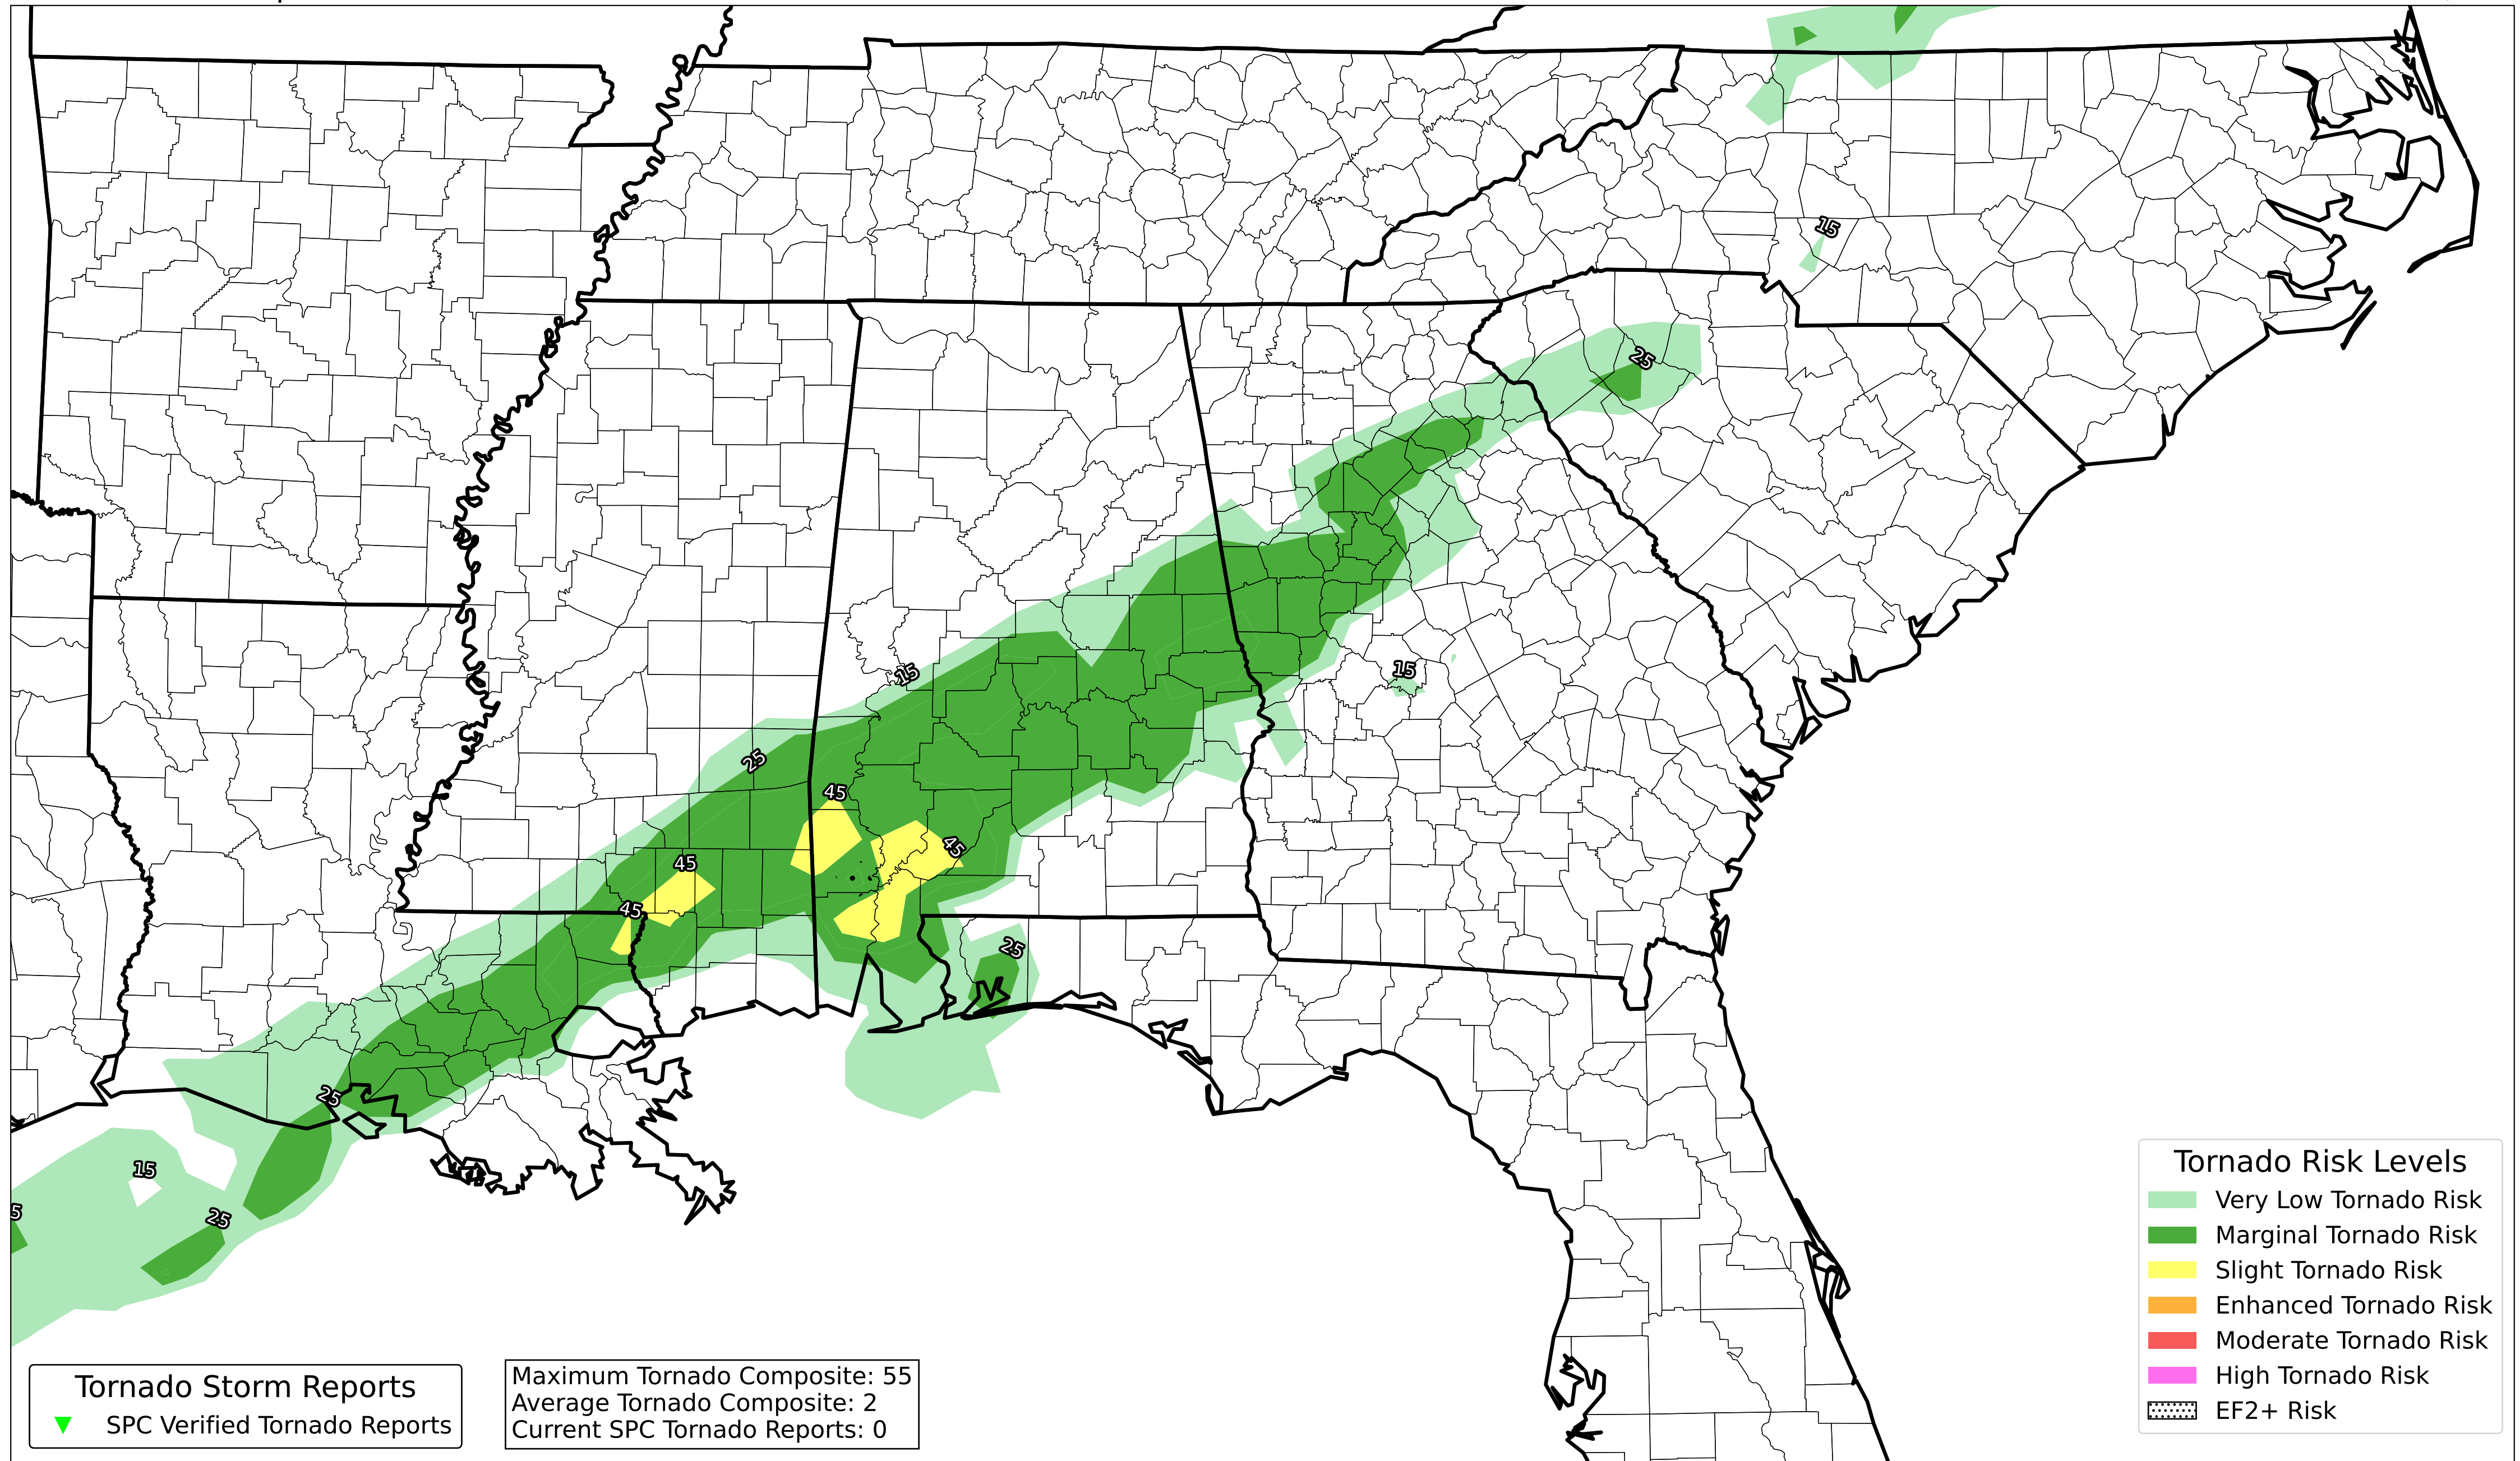 15
25
15
15
25
45
45
45
45
25
25
15
5
25
Tornado Risk Levels
Very Low Tornado Risk
Marginal Tornado Risk
Slight Tornado Risk
Enhanced Tornado Risk
Moderate Tornado Risk
High Tornado Risk
EF2+ Risk
Tornado Storm Reports
SPC Verified Tornado Reports
Maximum Tornado Composite: 55
Average Tornado Composite: 2
Current SPC Tornado Reports: 0